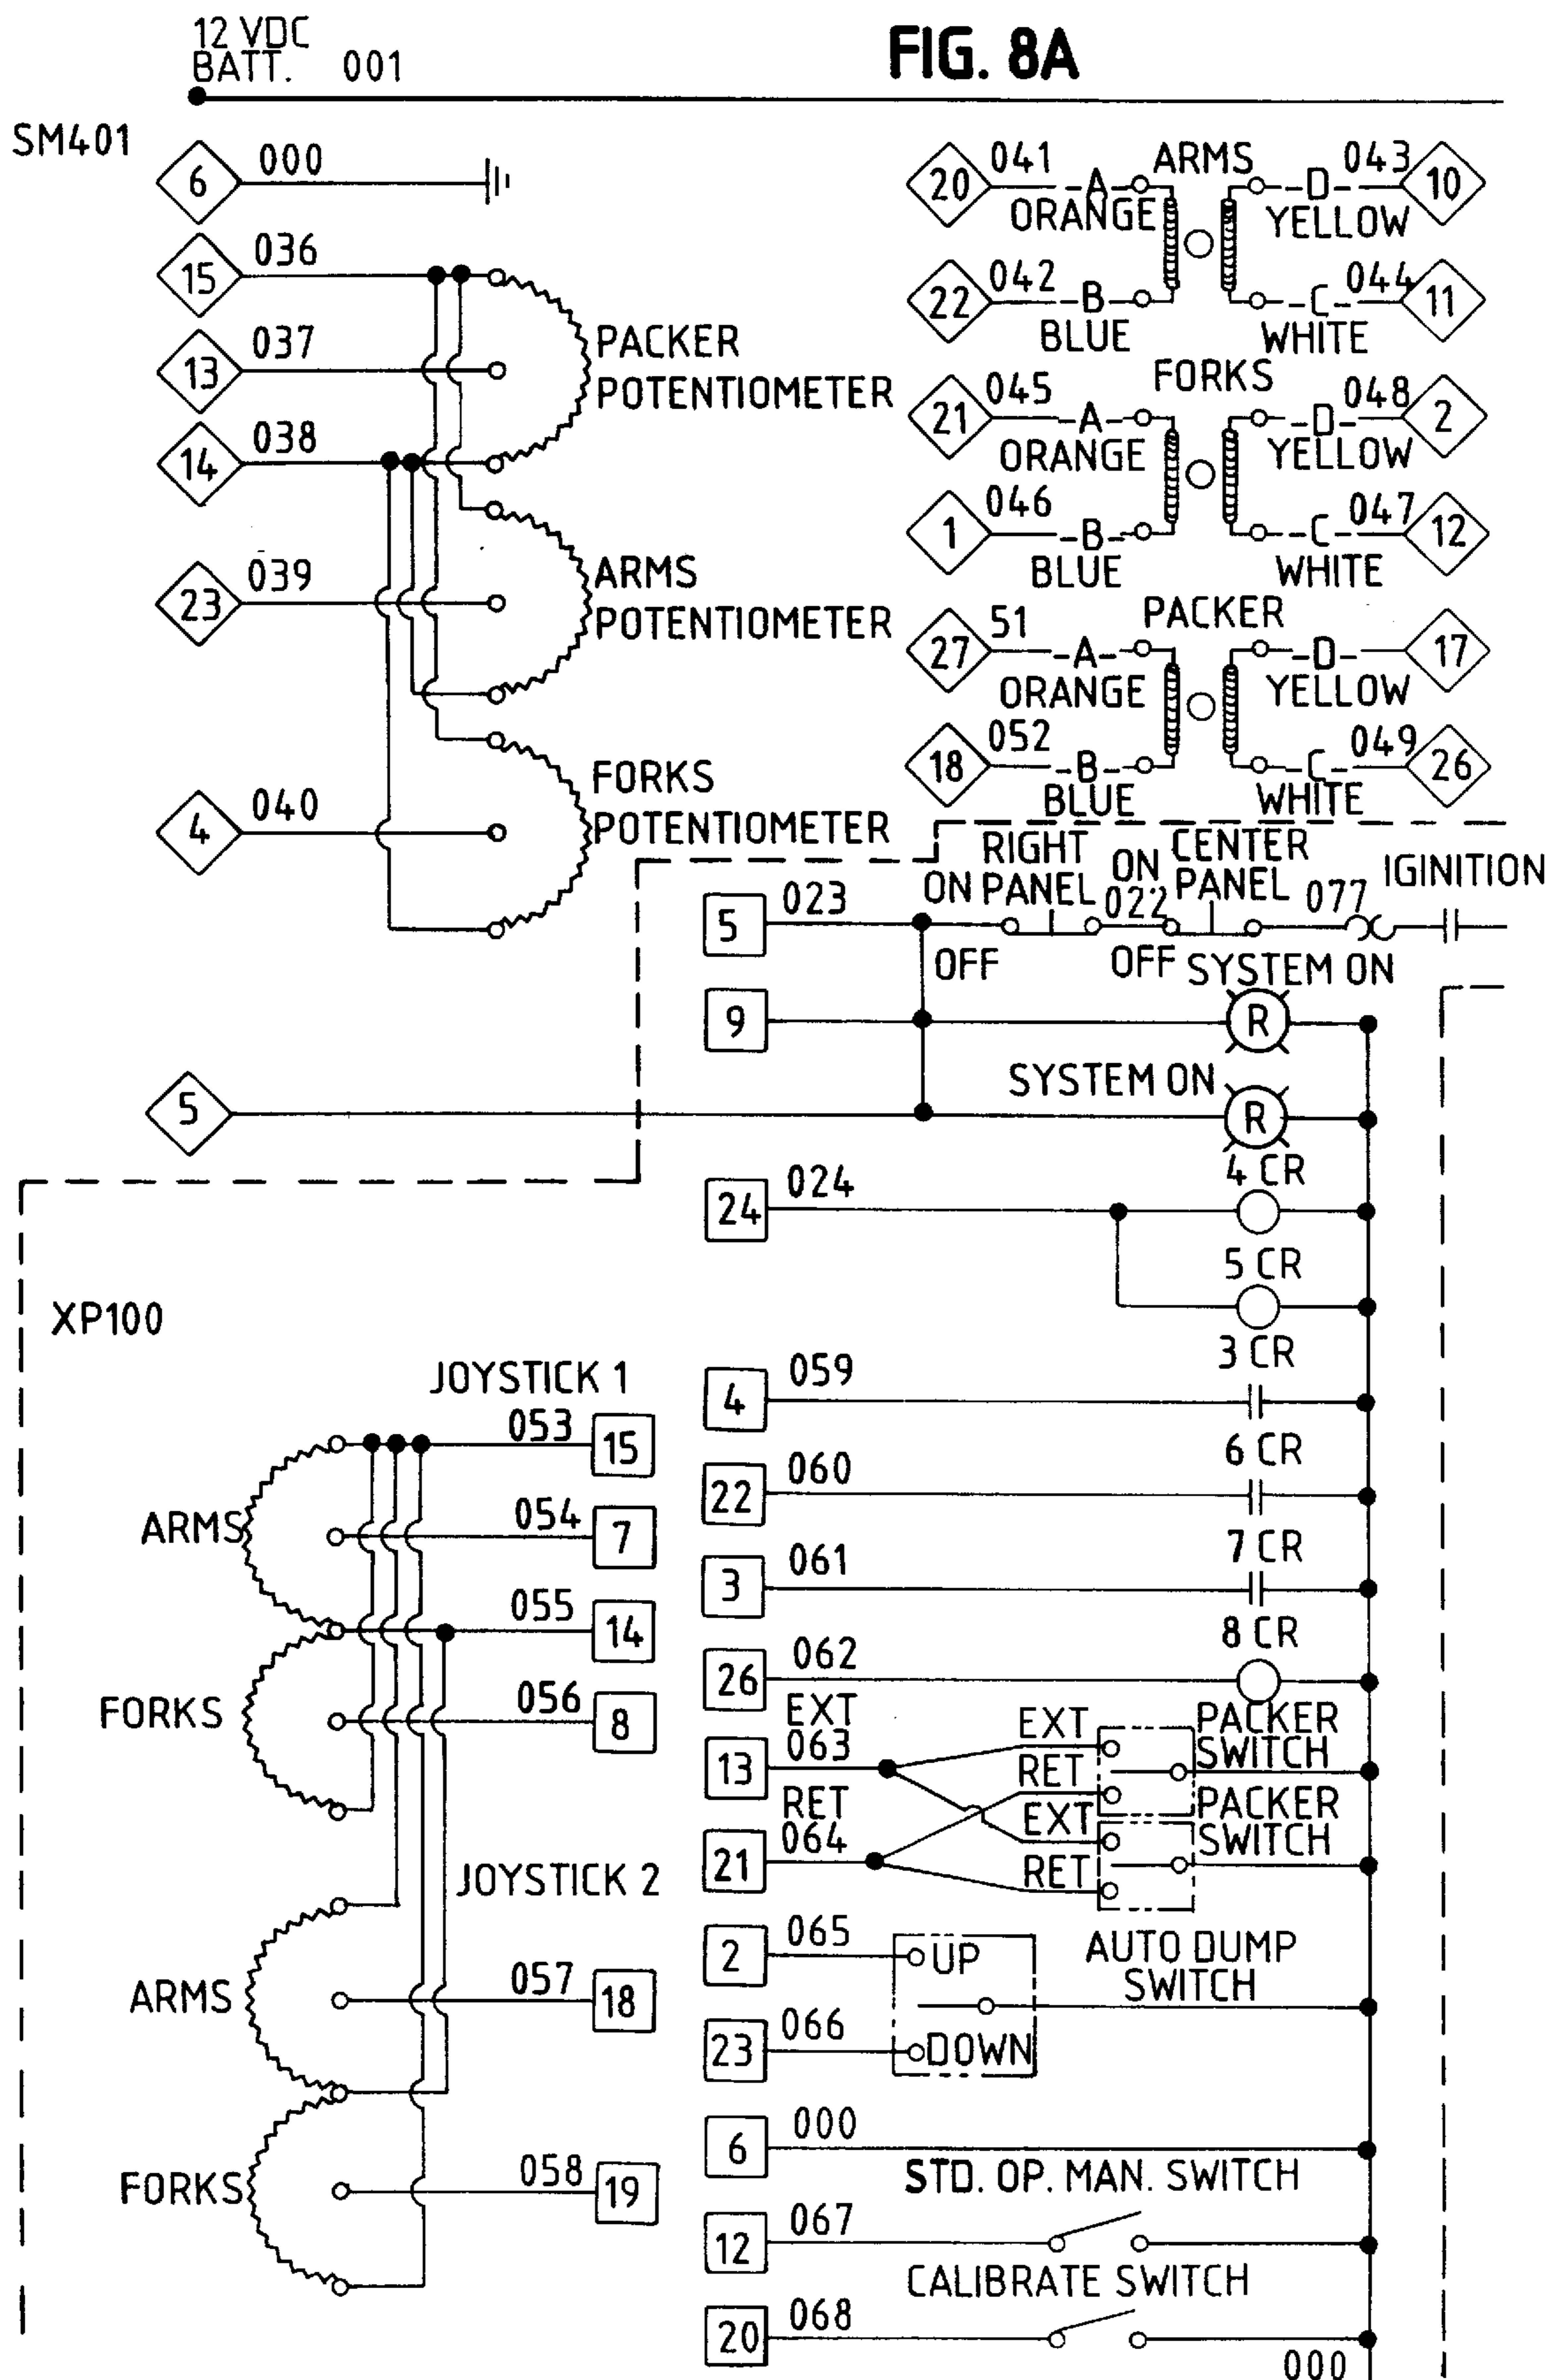 FIG. 8A
12 VDC
BATT. 001
SM401
6 000
15 036
13 037
PACKER
POTENTIOMETER
14 038
23 039
ARMS
POTENTIOMETER
4 040
FORKS
POTENTIOMETER
20 041 -A- ARMS -D- 043 10
ORANGE YELLOW
22 042 -B- -C- 044 11
BLUE WHITE
FORKS
21 045 -A- -D- 048 2
ORANGE YELLOW
1 046 -B- -C- 047 12
BLUE WHITE
PACKER
27 51 -A- -D- 17
ORANGE YELLOW
18 052 -B- -C- 049 26
BLUE WHITE
RIGHT ON CENTER
ON PANEL 022 PANEL 077 IGINITION
5 023
OFF OFF SYSTEM ON
9 R
SYSTEM ON
5 R
4 CR
24 024
5 CR
3 CR
XP100
JOYSTICK 1
053 15
ARMS 054 7
055 14
FORKS 056 8
JOYSTICK 2
ARMS 057 18
FORKS 058 19
4 059
6 CR
22 060
7 CR
3 061
8 CR
26 062
EXT EXT PACKER
13 063 SWITCH
RET RET PACKER
21 064 EXT SWITCH
RET
2 065 UP AUTO DUMP
SWITCH
23 066 DOWN
6 000
STD. OP. MAN. SWITCH
12 067
CALIBRATE SWITCH
20 068
000